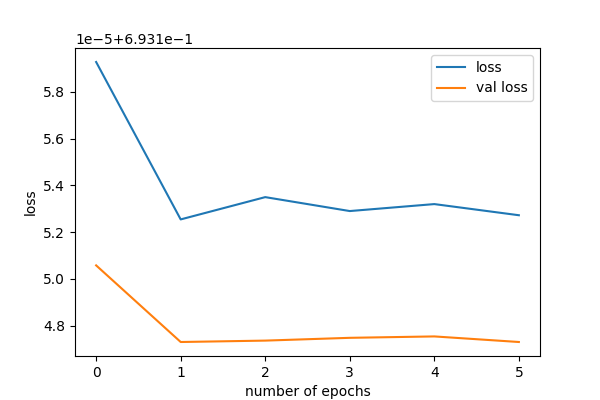 1e−5+6.931e−1
5.8
5.6
5.4
5.2
5.0
4.8
loss
loss
val loss
0 1 2 3 4 5
number of epochs